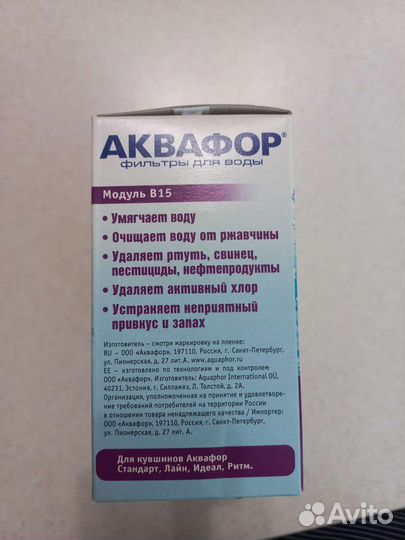 АКВАФОР®
ФИЛЬТРЫ ДЛЯ ВОДЫ
Модуль В15
• Умягчает воду
• Очищает воду от ржавчины
• Удаляет ртуть, свинец,
пестициды, нефтепродукты
• Удаляет активный хлор
• Устраняет неприятный
привкус и запах
Изготовитель – смотри маркировку на пленке:
RU – ООО «Аквафор», 197110, Россия, г. Санкт-Петербург,
ул. Пионерская, д. 27 лит.А. www.aquaphor.ru
EE – изготовлено по технологиям и под контролем
ООО «Аквафор». Изготовитель: Aquaphor International OÜ,
40231, Эстония, г. Силламяэ, Л. Толстой, д. 2А.
Организация, уполномоченная на принятие и удовлетворе-
ние требований потребителей на территории России
в отношении товара ненадлежащего качества / Импортер:
ООО «Аквафор», 197110, Россия, г. Санкт-Петербург,
ул. Пионерская, д. 27 лит. А.
Для кувшинов Аквафор
Стандарт, Лайн, Идеал, Ритм.
Avito